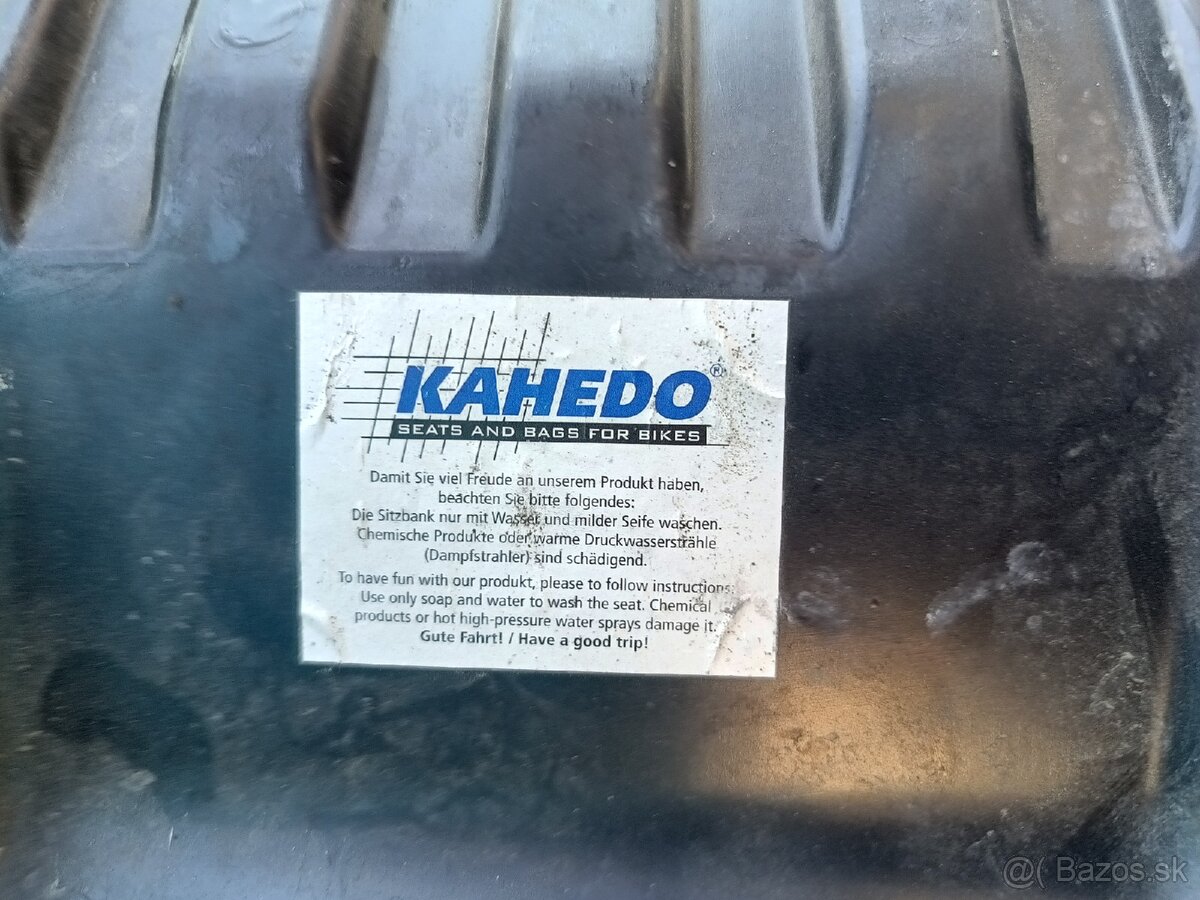 KAHEDO®
SEATS AND BAGS FOR BIKES
Damit Sie viel Freude an unserem Produkt haben,
beachten Sie bitte folgendes:
Die Sitzbank nur mit Wasser und milder Seife waschen.
Chemische Produkte oder warme Druckwassersträhle
(Dampfstrahler) sind schädigend.
To have fun with our produkt, please to follow instructions.
Use only soap and water to wash the seat. Chemical
products or hot high-pressure water sprays damage it.
Gute Fahrt! / Have a good trip!
@( Bazos.sk